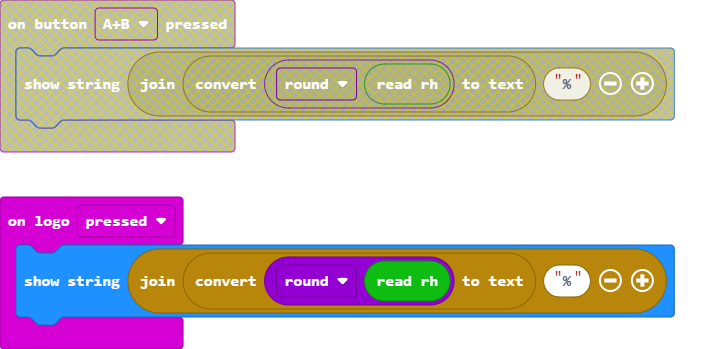 on button A+B pressed
show string join convert round read rh to text "%"
on logo pressed
show string join convert round read rh to text "%"